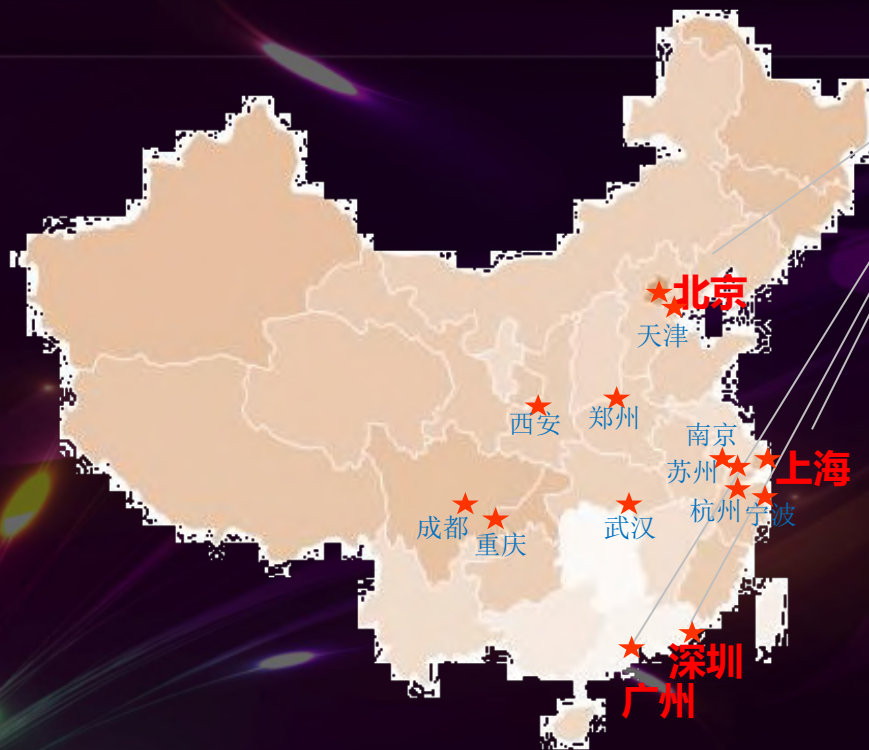 北京
天津
西安
郑州
南京
苏州
上海
杭州
宁波
成都
重庆
武汉
深圳
广州